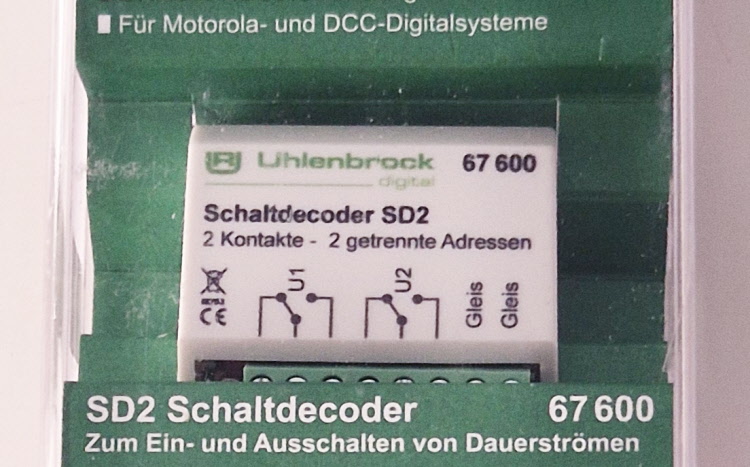 Für Motorola- und DCC-Digitalsysteme
Uhlenbrock 67 600
digital
Schaltdecoder SD2
2 Kontakte - 2 getrennte Adressen
U1
U2
Gleis
Gleis
CE
SD2 Schaltdecoder 67 600
Zum Ein- und Ausschalten von Dauerströmen